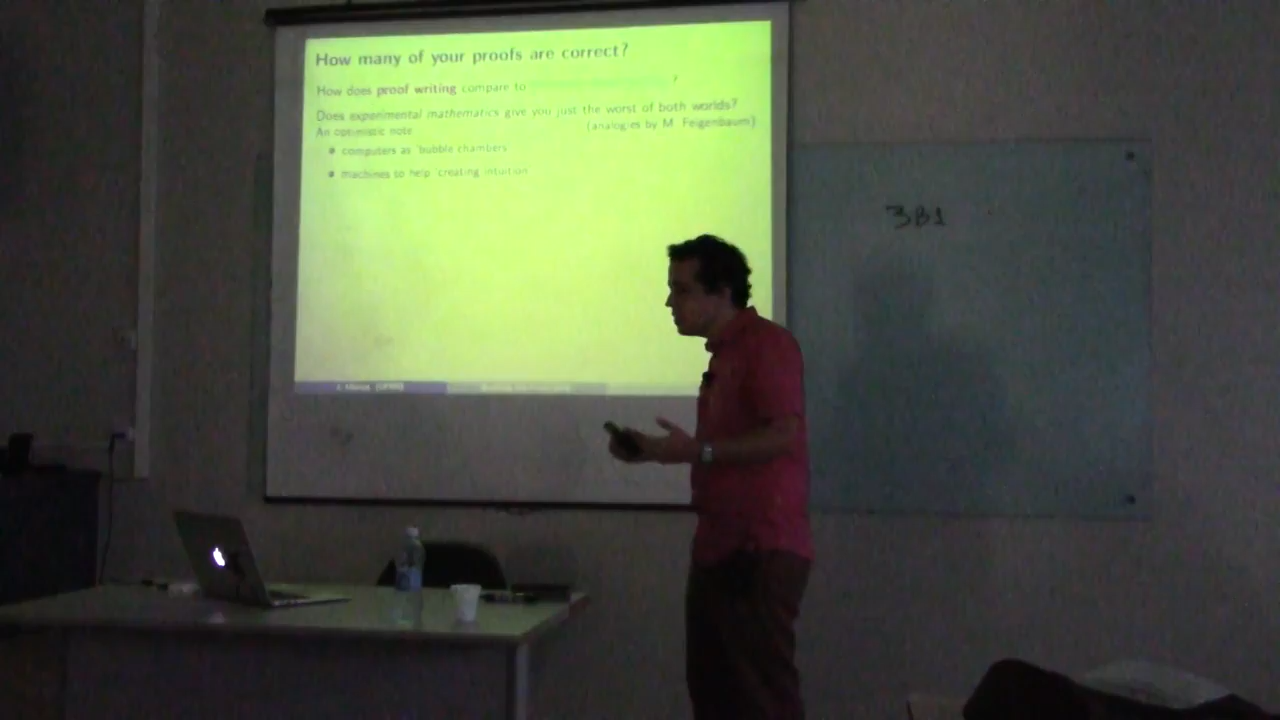 How many of your proofs are correct?
How does proof writing compare to ?
Does experimental mathematics give you just the worst of both worlds?
An optimistic note (analogies by M. Feigenbaum)
computers as 'bubble chambers'
machines to help 'creating intuition'
3B1